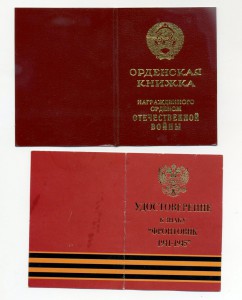 ОРДЕНСКАЯ
КНИЖКА
НАГРАЖДЕННОГО
ОРДЕНОМ
ОТЕЧЕСТВЕННОЙ
ВОЙНЫ
УДОСТОВЕРЕНИЕ
К ЗНАКУ
"ФРОНТОВИК
1941-1945"